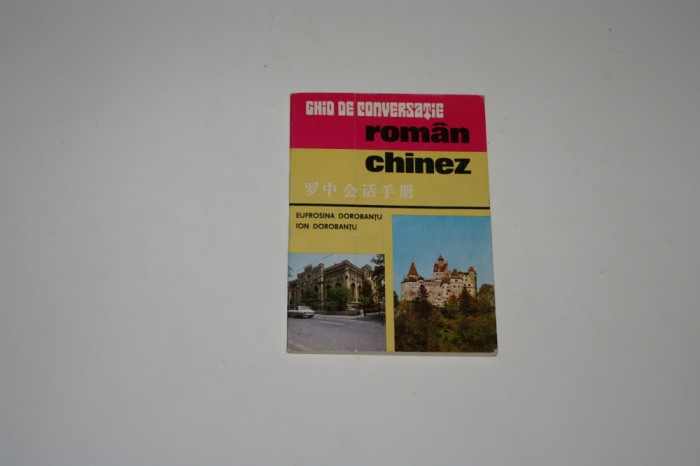 GHID DE CONVERSAȚIE
român
chinez
罗中会话手册
EUFROSINA DOROBANȚU
ION DOROBANȚU